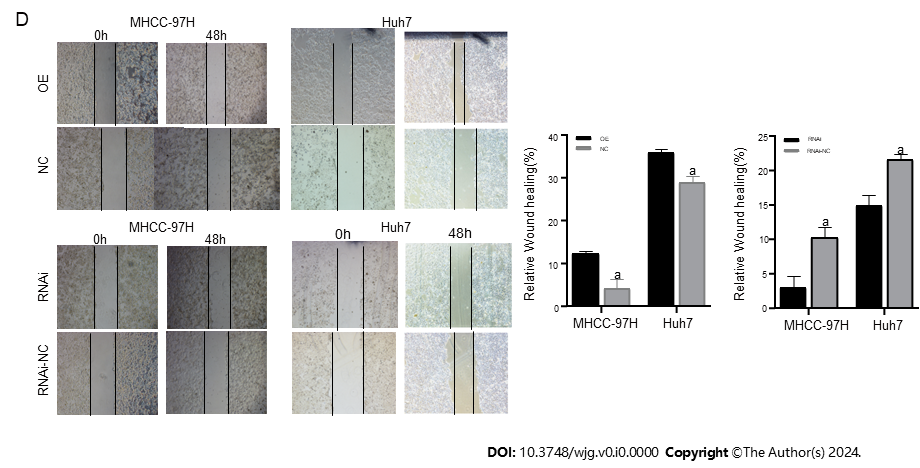 D
MHCC-97H
Huh7
0h
48h
OE
NC
MHCC-97H
Huh7
0h
48h
0h
48h
RNAi
RNAi-NC
Relative Wound healing(%)
40
30
20
10
0
OE
NC
a
a
MHCC-97H
Huh7
Relative Wound healing(%)
25
20
15
10
5
0
RNAi
RNAi-NC
a
a
MHCC-97H
Huh7
DOI: 10.3748/wjg.v0.i0.0000 Copyright ©The Author(s) 2024.